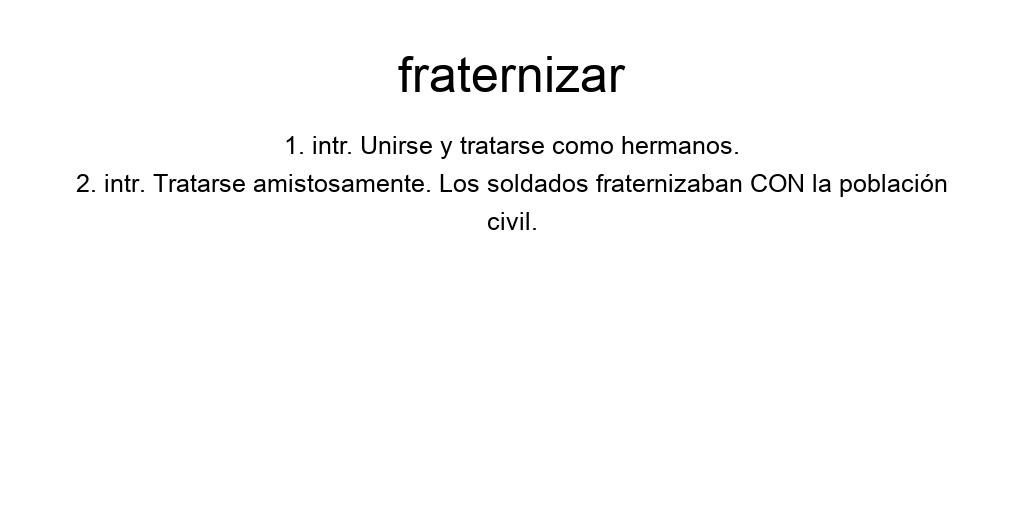 fraternizar
1. intr. Unirse y tratarse como hermanos.
2. intr. Tratarse amistosamente. Los soldados fraternizaban CON la población
civil.